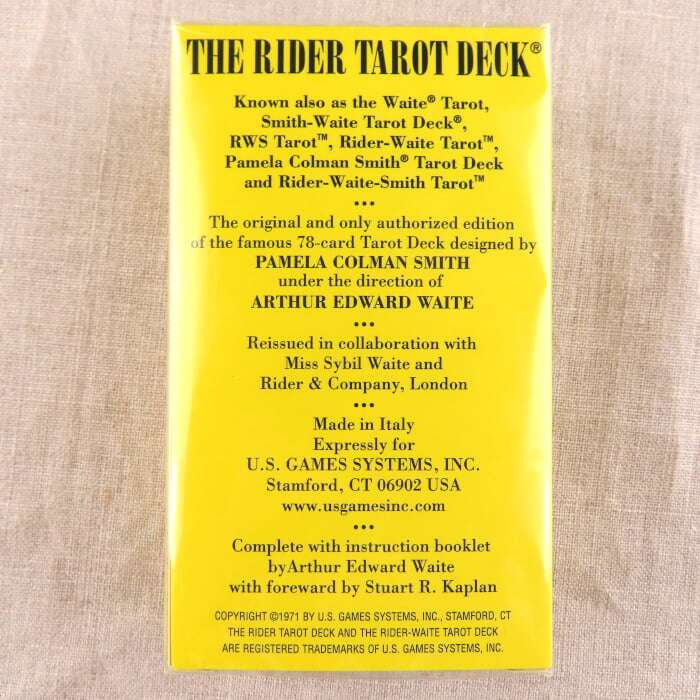 THE RIDER TAROT DECK®
Known also as the Waite® Tarot,
Smith-Waite Tarot Deck®,
RWS Tarot™, Rider-Waite Tarot™,
Pamela Colman Smith® Tarot Deck
and Rider-Waite-Smith Tarot™
•••
The original and only authorized edition
of the famous 78-card Tarot Deck designed by
PAMELA COLMAN SMITH
under the direction of
ARTHUR EDWARD WAITE
•••
Reissued in collaboration with
Miss Sybil Waite and
Rider & Company, London
•••
Made in Italy
Expressly for
U.S. GAMES SYSTEMS, INC.
Stamford, CT 06902 USA
www.usgamesinc.com
•••
Complete with instruction booklet
byArthur Edward Waite
with foreward by Stuart R. Kaplan
COPYRIGHT ©1971 BY U.S. GAMES SYSTEMS, INC., STAMFORD, CT
THE RIDER TAROT DECK AND THE RIDER-WAITE TAROT DECK
ARE REGISTERED TRADEMARKS OF U.S. GAMES SYSTEMS, INC.